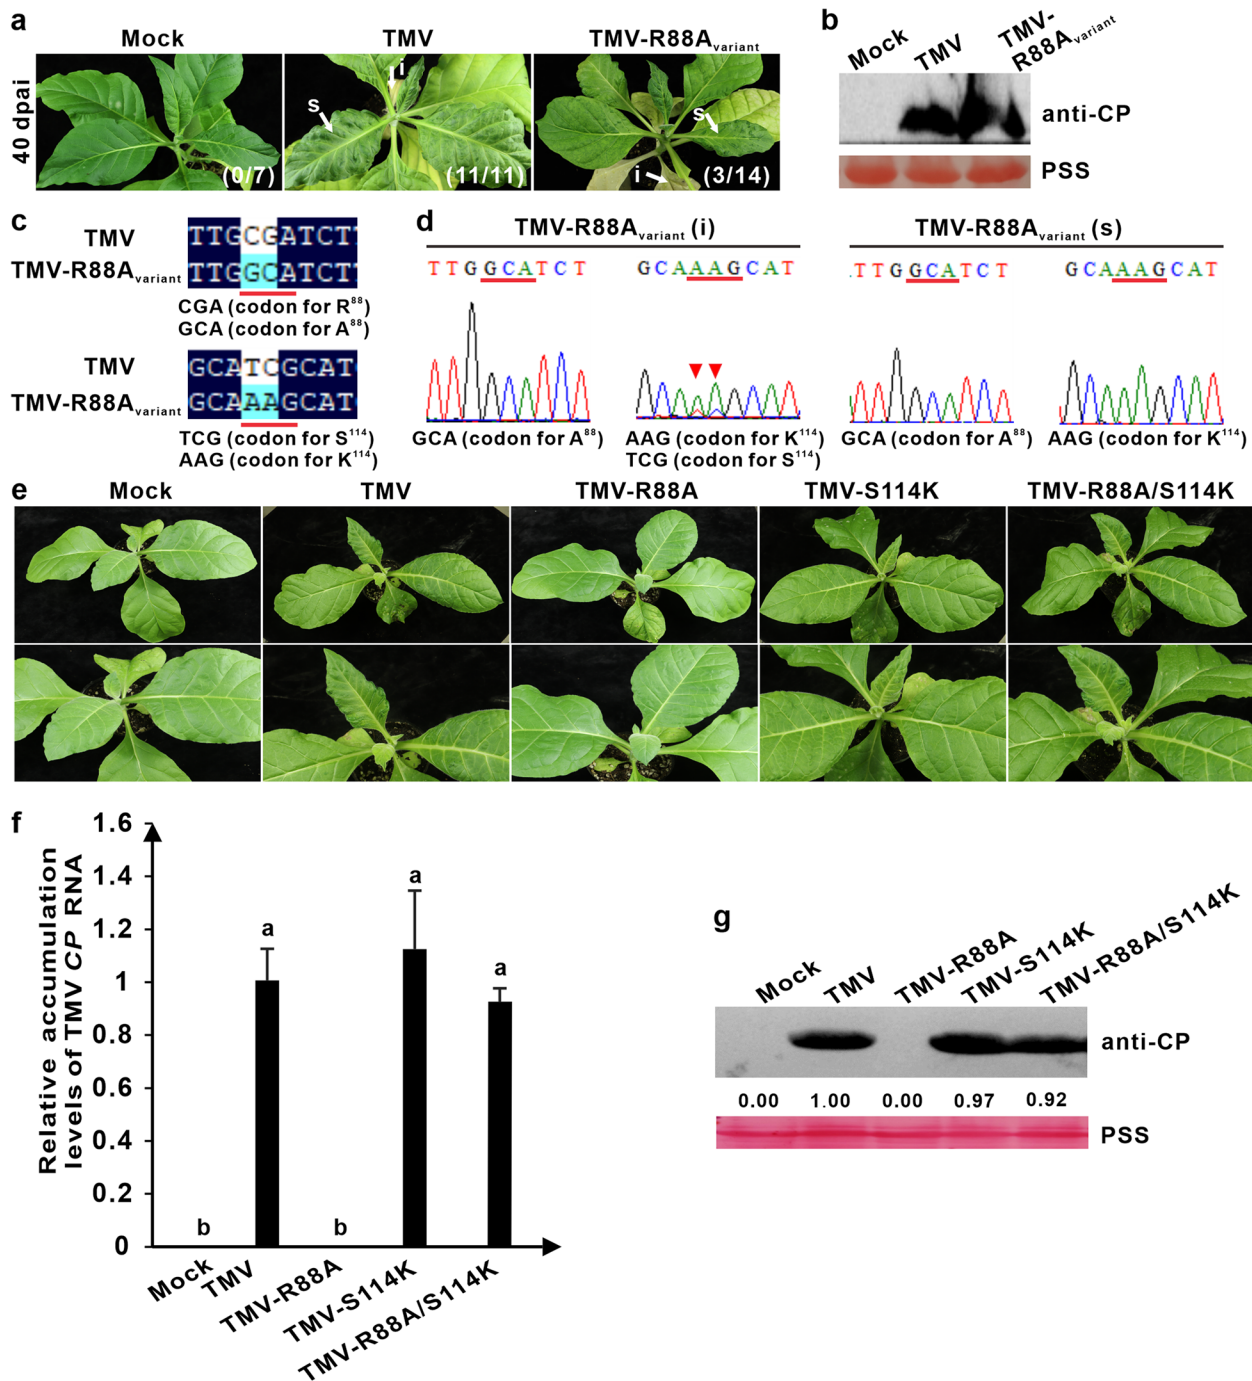 a
Mock
TMV
TMV-R88Avariant
40 dpai
i
s
s
i
(0/7)
(11/11)
(3/14)
b
Mock
TMV
TMV-
R88Avariant
anti-CP
PSS
c
TMV
TTGCGATCT
TMV-R88Avariant
TTGGCATCT
CGA (codon for R88)
GCA (codon for A88)
TMV
GCATCGCAT
TMV-R88Avariant
GCAAAGCAT
TCG (codon for S114)
AAG (codon for K114)
d
TMV-R88Avariant (i)
TMV-R88Avariant (s)
TTGGCATCT
GCAAAGCAT
TTGGCATCT
GCAAAGCAT
GCA (codon for A88)
AAG (codon for K114)
TCG (codon for S114)
GCA (codon for A88)
AAG (codon for K114)
e
Mock
TMV
TMV-R88A
TMV-S114K
TMV-R88A/S114K
f
Relative accumulation
levels of TMV CP RNA
1.6
1.4
1.2
1
0.8
0.6
0.4
0.2
0
b
a
b
a
a
Mock
TMV
TMV-R88A
TMV-S114K
TMV-R88A/S114K
g
Mock
TMV
TMV-R88A
TMV-S114K
TMV-R88A/S114K
anti-CP
0.00 1.00 0.00 0.97 0.92
PSS